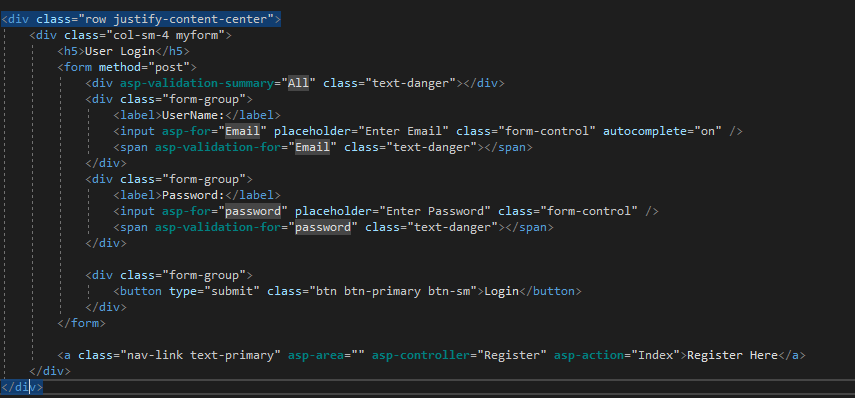 <div class="row justify-content-center">
<div class="col-sm-4 myform">
<h5>User Login</h5>
<form method="post">
<div asp-validation-summary="All" class="text-danger"></div>
<div class="form-group">
<label>UserName:</label>
<input asp-for="Email" placeholder="Enter Email" class="form-control" autocomplete="on" />
<span asp-validation-for="Email" class="text-danger"></span>
</div>
<div class="form-group">
<label>Password:</label>
<input asp-for="password" placeholder="Enter Password" class="form-control" />
<span asp-validation-for="password" class="text-danger"></span>
</div>
<div class="form-group">
<button type="submit" class="btn btn-primary btn-sm">Login</button>
</div>
</form>
<a class="nav-link text-primary" asp-area="" asp-controller="Register" asp-action="Index">Register Here</a>
</div>
</div>